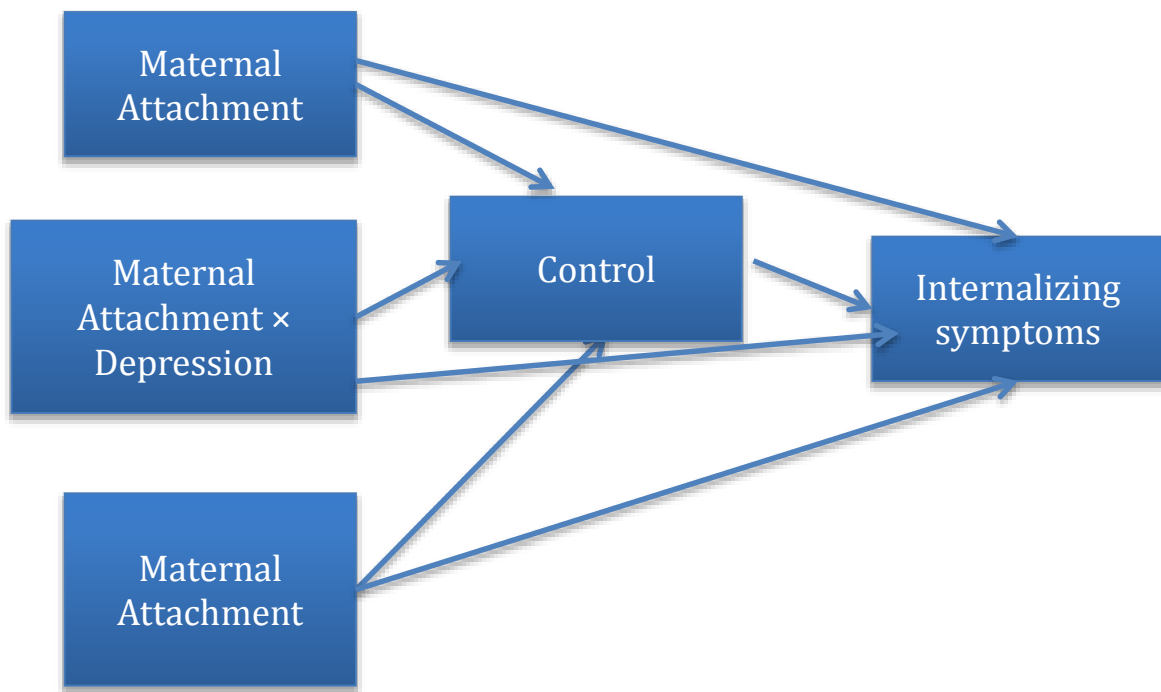 Maternal
Attachment
Maternal
Attachment ×
Depression
Control
Internalizing
symptoms
Maternal
Attachment